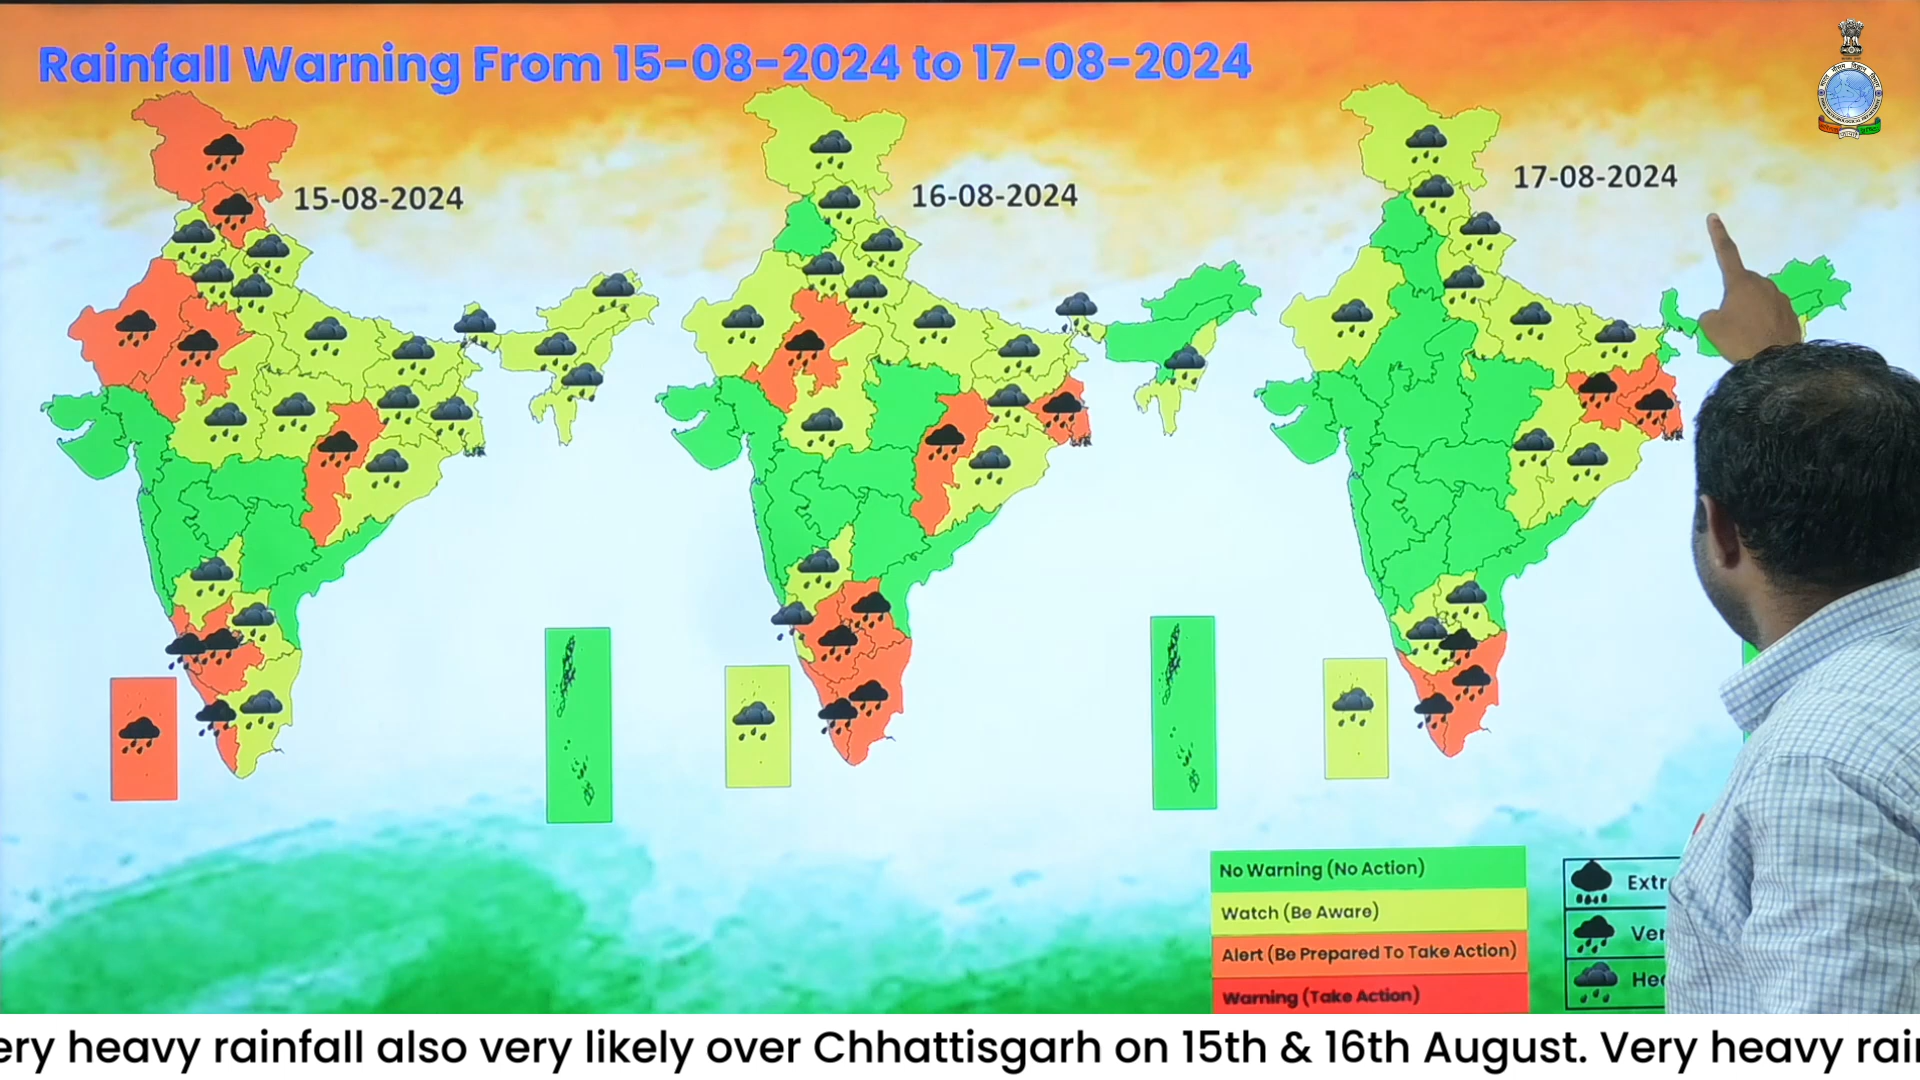 Rainfall Warning From 15-08-2024 to 17-08-2024
15-08-2024
16-08-2024
17-08-2024
No Warning (No Action)
Watch (Be Aware)
Alert (Be Prepared To Take Action)
Warning (Take Action)
Extr
Ver
He
ery heavy rainfall also very likely over Chhattisgarh on 15th & 16th August. Very heavy rai